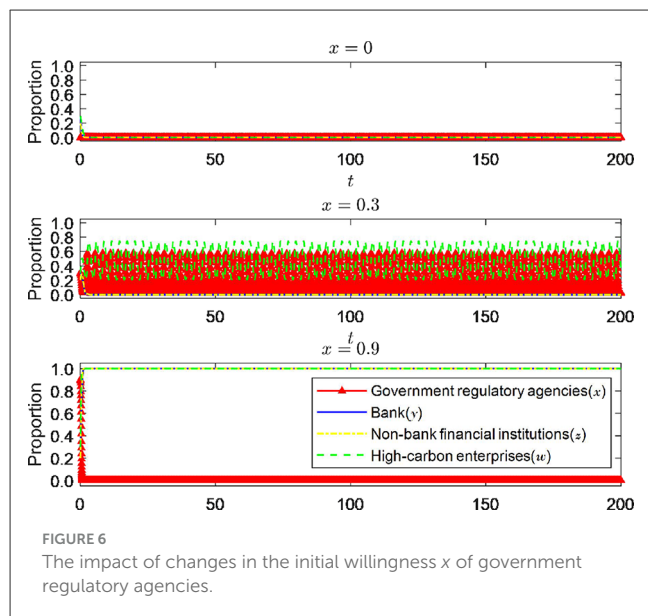 x = 0
1.0
0.8
0.6
0.4
0.2
0.0
Proportion
0 50 100 150 200
t
x = 0.3
1.0
0.8
0.6
0.4
0.2
0.0
Proportion
0 50 100 150 200
t
x = 0.9
1.0
0.8
0.6
0.4
0.2
0.0
Proportion
Government regulatory agencies(x)
Bank(y)
Non-bank financial institutions(z)
High-carbon enterprises(w)
0 50 100 150 200
FIGURE 6
The impact of changes in the initial willingness x of government
regulatory agencies.